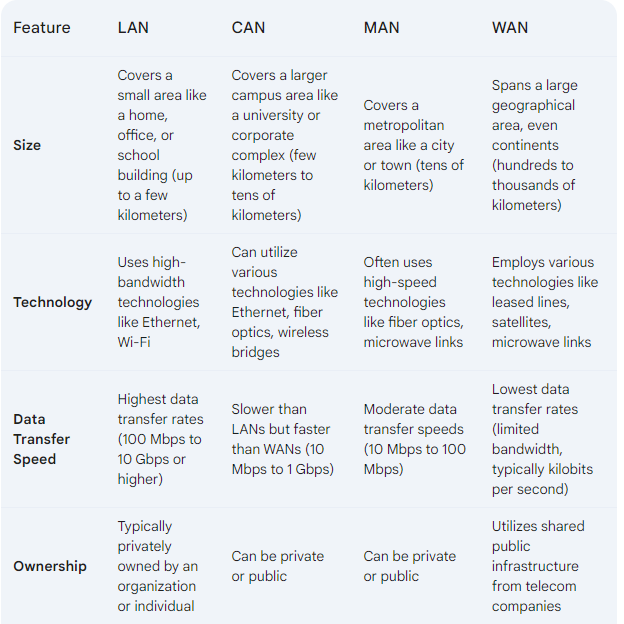 Feature LAN CAN MAN WAN
Size
Covers a
small area like
a home,
office, or
school
building (up
to a few
kilometers)
Covers a larger
campus area like
a university or
corporate
complex (few
kilometers to
tens of
kilometers)
Covers a
metropolitan
area like a city
or town (tens of
kilometers)
Spans a large
geographical
area, even
continents
(hundreds to
thousands of
kilometers)
Technology
Uses high-
bandwidth
technologies
like Ethernet,
Wi-Fi
Can utilize
various
technologies like
Ethernet, fiber
optics, wireless
bridges
Often uses
high-speed
technologies
like fiber optics,
microwave links
Employs various
technologies like
leased lines,
satellites,
microwave links
Data
Transfer
Speed
Highest data
transfer rates
(100 Mbps to
10 Gbps or
higher)
Slower than
LANs but faster
than WANs (10
Mbps to 1 Gbps)
Moderate data
transfer speeds
(10 Mbps to 100
Mbps)
Lowest data
transfer rates
(limited
bandwidth,
typically kilobits
per second)
Ownership
Typically
privately
owned by an
organization
or individual
Can be private
or public
Can be private
or public
Utilizes shared
public
infrastructure
from telecom
companies